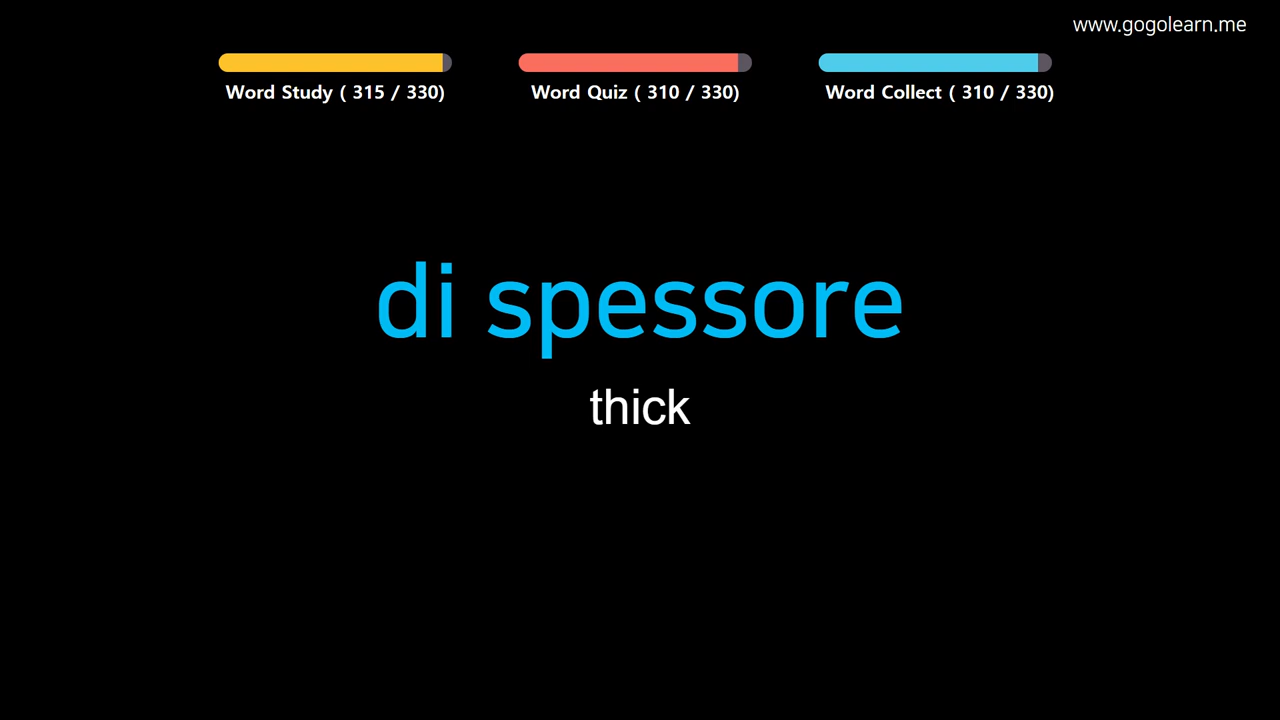 www.gogolearn.me
Word Study ( 315 / 330)
Word Quiz ( 310 / 330)
Word Collect ( 310 / 330)
di spessore
thick